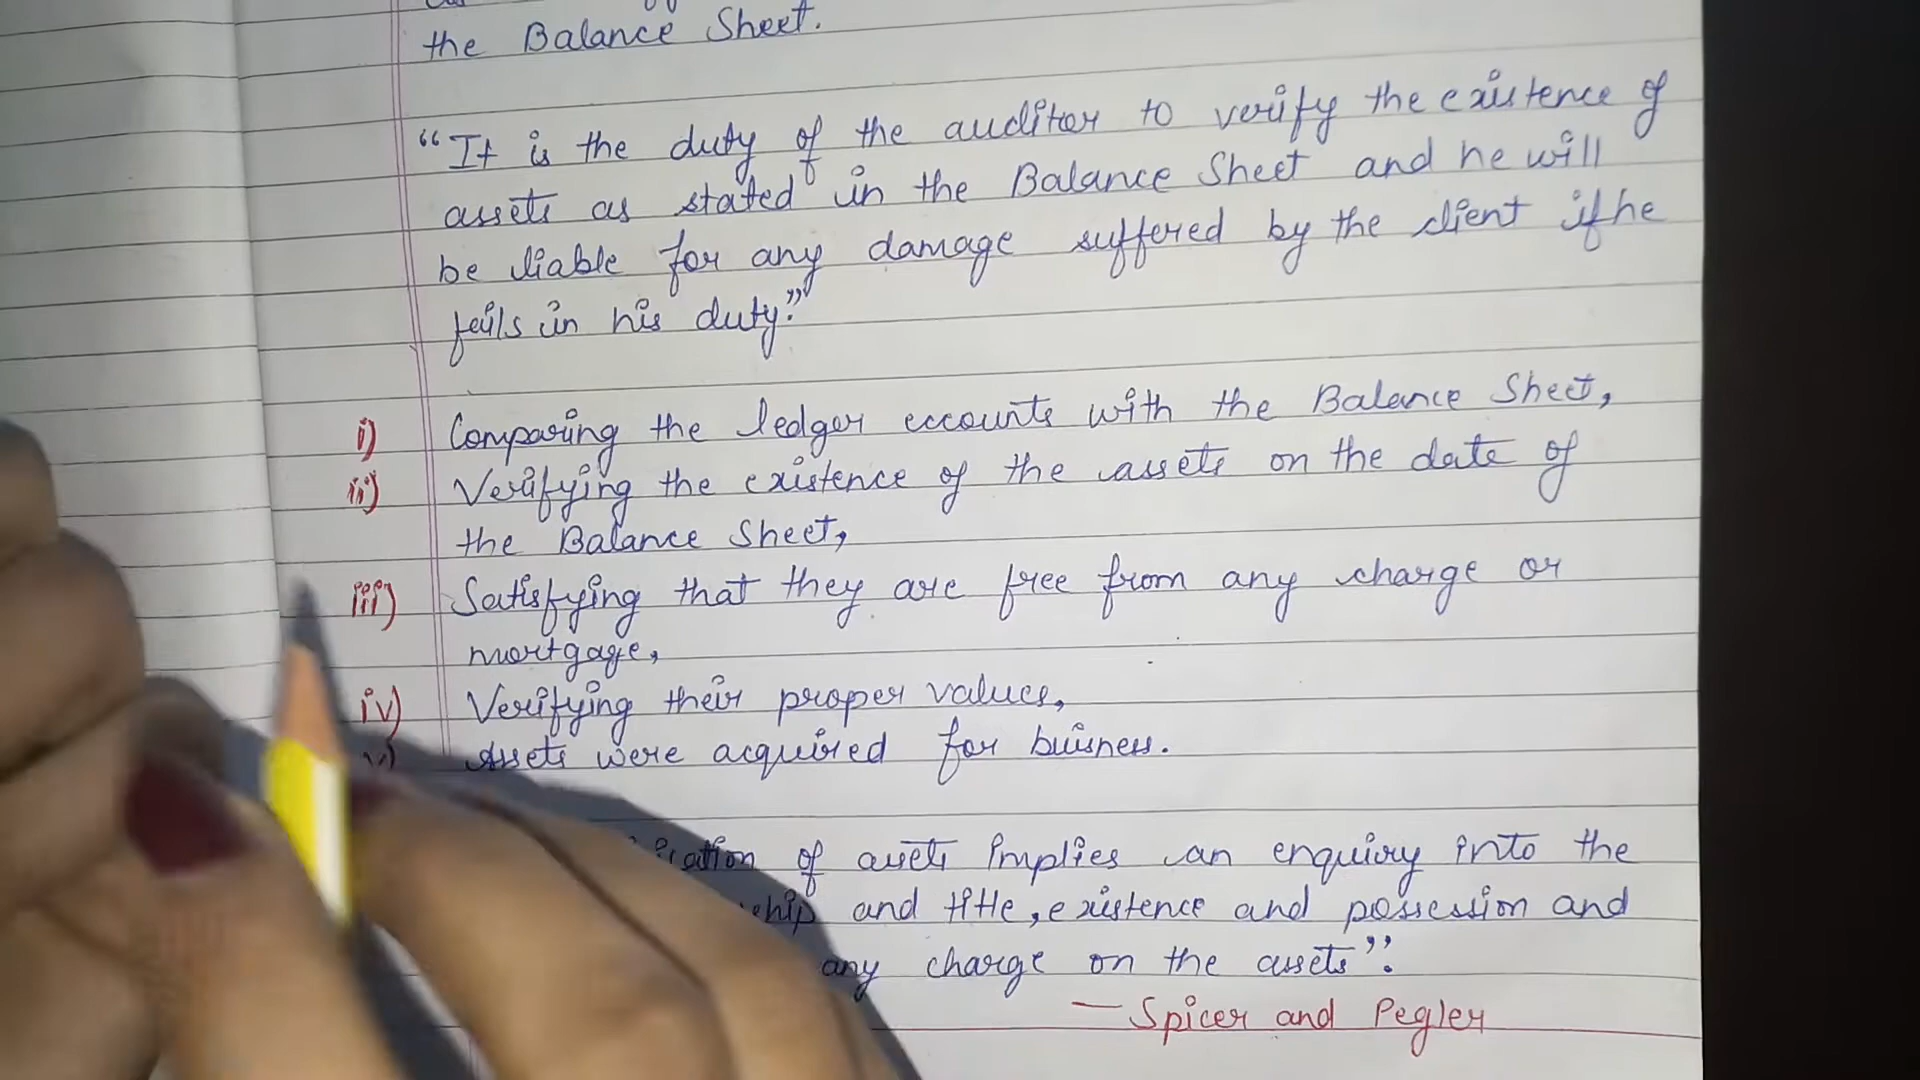 the Balance Sheet.
“It is the duty of the auditor to verify the existence of
assets as stated in the Balance Sheet and he will
be liable for any damage suffered by the client if he
fails in his duty.”
i) Comparing the ledger accounts with the Balance Sheet,
ii) Verifying the existence of the assets on the date of
the Balance Sheet,
iii) Satisfying that they are free from any charge or
mortgage,
iv) Verifying their proper values,
v) Assets were acquired for buisness.
of assets implies an enquiry into the
and title, existence and possession and
any charge on the assets”.
— Spicer and Pegler